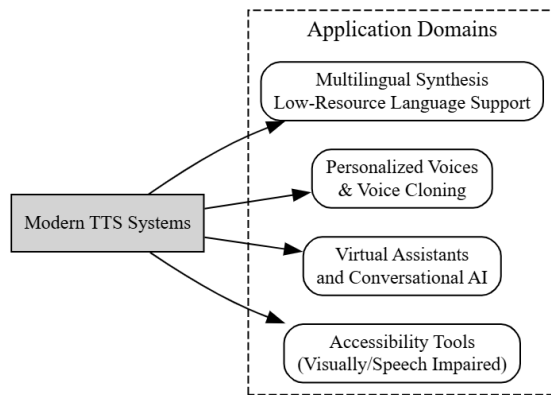 Application Domains
Multilingual Synthesis
Low-Resource Language Support
Personalized Voices
& Voice Cloning
Modern TTS Systems
Virtual Assistants
and Conversational AI
Accessibility Tools
(Visually/Speech Impaired)